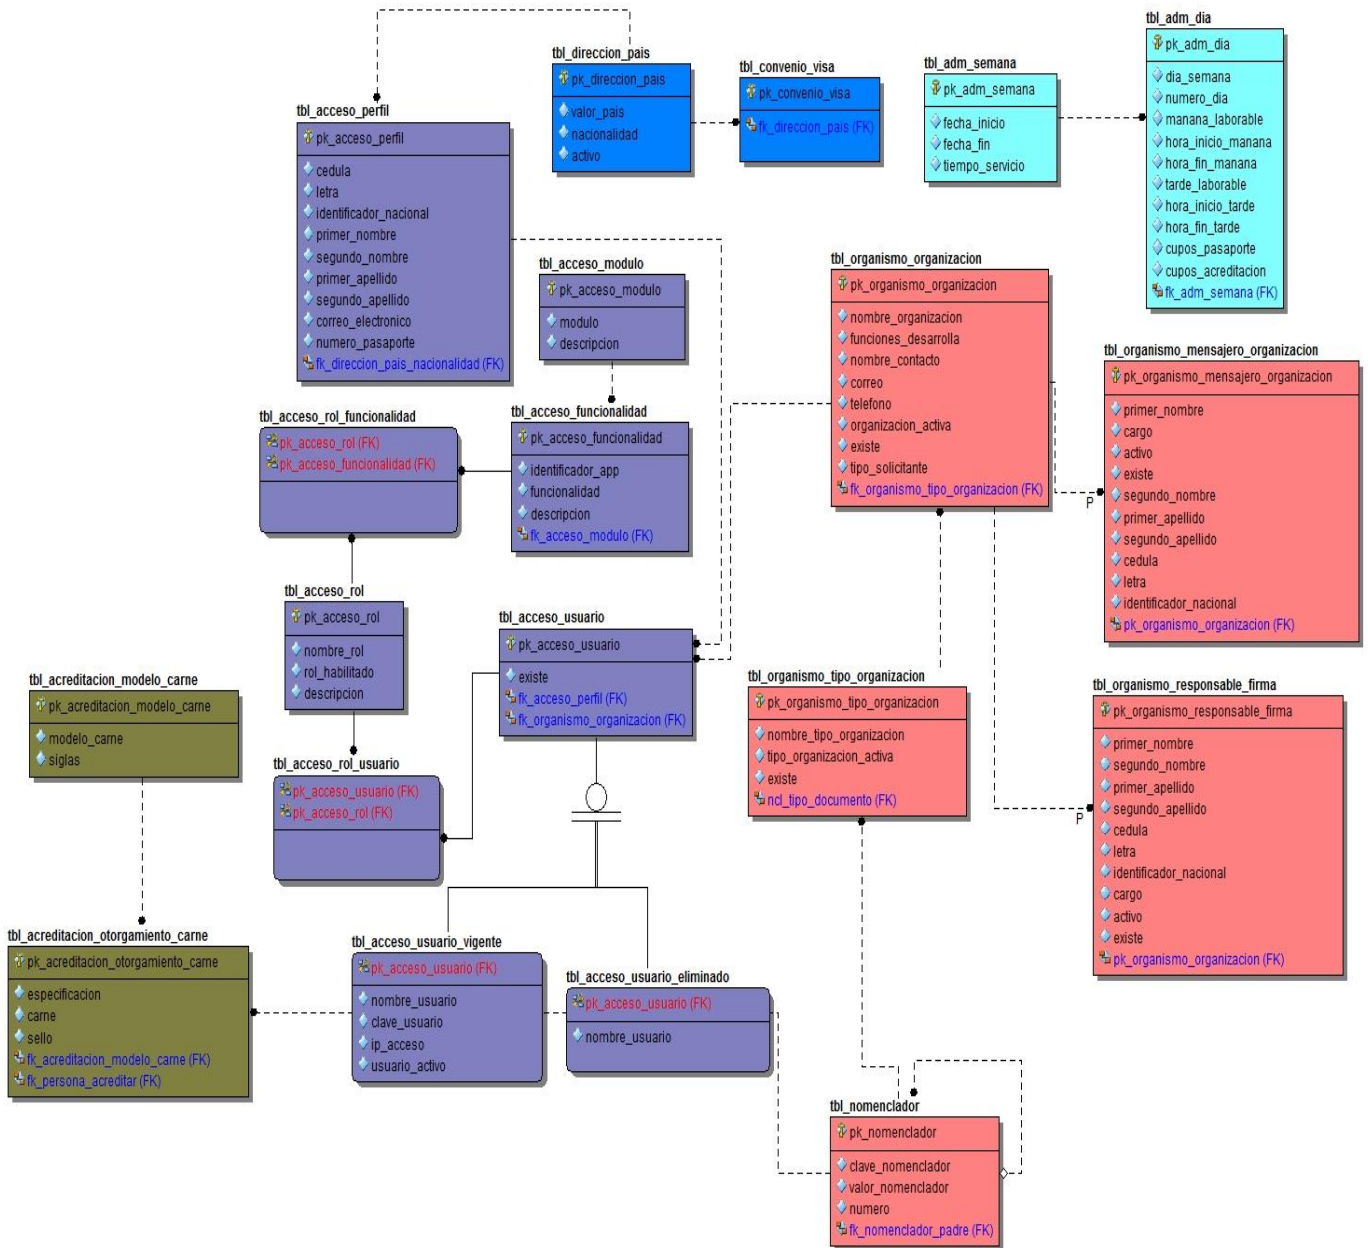 tbl_adm_dia
pk_adm_dia
dia_semana
numero_dia
manana_laborable
hora_inicio_manana
hora_fin_manana
tarde_laborable
hora_inicio_tarde
hora_fin_tarde
cupos_pasaporte
cupos_acreditacion
fk_adm_semana (FK)
tbl_direccion_pais
pk_direccion_pais
valor_pais
nacionalidad
activo
tbl_convenio_visa
pk_convenio_visa
fk_direccion_pais (FK)
tbl_adm_semana
pk_adm_semana
fecha_inicio
fecha_fin
tiempo_servicio
tbl_acceso_perfil
pk_acceso_perfil
cedula
letra
identificador_nacional
primer_nombre
segundo_nombre
primer_apellido
segundo_apellido
correo_electronico
numero_pasaporte
fk_direccion_pais_nacionalidad (FK)
tbl_acceso_modulo
pk_acceso_modulo
modulo
descripcion
tbl_organismo_organizacion
pk_organismo_organizacion
nombre_organizacion
funciones_desarrolla
nombre_contacto
correo
telefono
organizacion_activa
existe
tipo_solicitante
fk_organismo_tipo_organizacion (FK)
tbl_organismo_mensajero_organizacion
pk_organismo_mensajero_organizacion
primer_nombre
cargo
activo
existe
segundo_nombre
primer_apellido
segundo_apellido
cedula
letra
identificador_nacional
pk_organismo_organizacion (FK)
P
tbl_acceso_rol_funcionalidad
pk_acceso_rol (FK)
pk_acceso_funcionalidad (FK)
tbl_acceso_funcionalidad
pk_acceso_funcionalidad
identificador_app
funcionalidad
descripcion
fk_acceso_modulo (FK)
tbl_acceso_rol
pk_acceso_rol
nombre_rol
rol_habilitado
descripcion
tbl_acceso_usuario
pk_acceso_usuario
existe
fk_acceso_perfil (FK)
fk_organismo_organizacion (FK)
tbl_organismo_tipo_organizacion
pk_organismo_tipo_organizacion
nombre_tipo_organizacion
tipo_organizacion_activa
existe
ncl_tipo_documento (FK)
tbl_organismo_responsable_firma
pk_organismo_responsable_firma
primer_nombre
segundo_nombre
primer_apellido
segundo_apellido
cedula
letra
identificador_nacional
cargo
activo
existe
pk_organismo_organizacion (FK)
P
tbl_acreditacion_modelo_carne
pk_acreditacion_modelo_carne
modelo_carne
siglas
tbl_acceso_rol_usuario
pk_acceso_usuario (FK)
pk_acceso_rol (FK)
tbl_acreditacion_otorgamiento_carne
pk_acreditacion_otorgamiento_carne
especificacion
carne
sello
fk_acreditacion_modelo_carne (FK)
fk_persona_acreditar (FK)
tbl_acceso_usuario_vigente
pk_acceso_usuario (FK)
nombre_usuario
clave_usuario
ip_acceso
usuario_activo
tbl_acceso_usuario_eliminado
pk_acceso_usuario (FK)
nombre_usuario
tbl_nomenclador
pk_nomenclador
clave_nomenclador
valor_nomenclador
numero
fk_nomenclador_padre (FK)